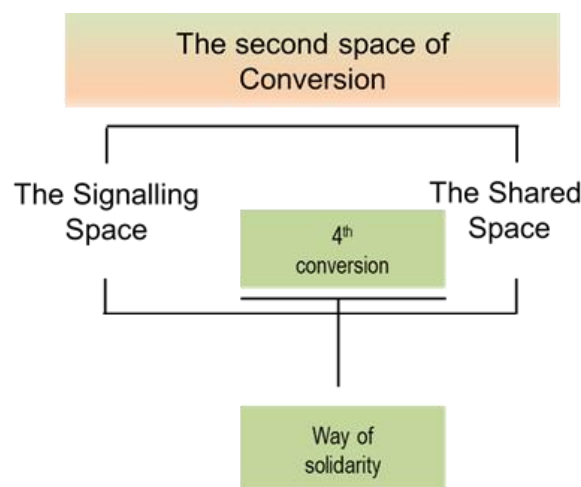 The second space of
Conversion
The Signalling
Space
The Shared
Space
4th
conversion
Way of
solidarity